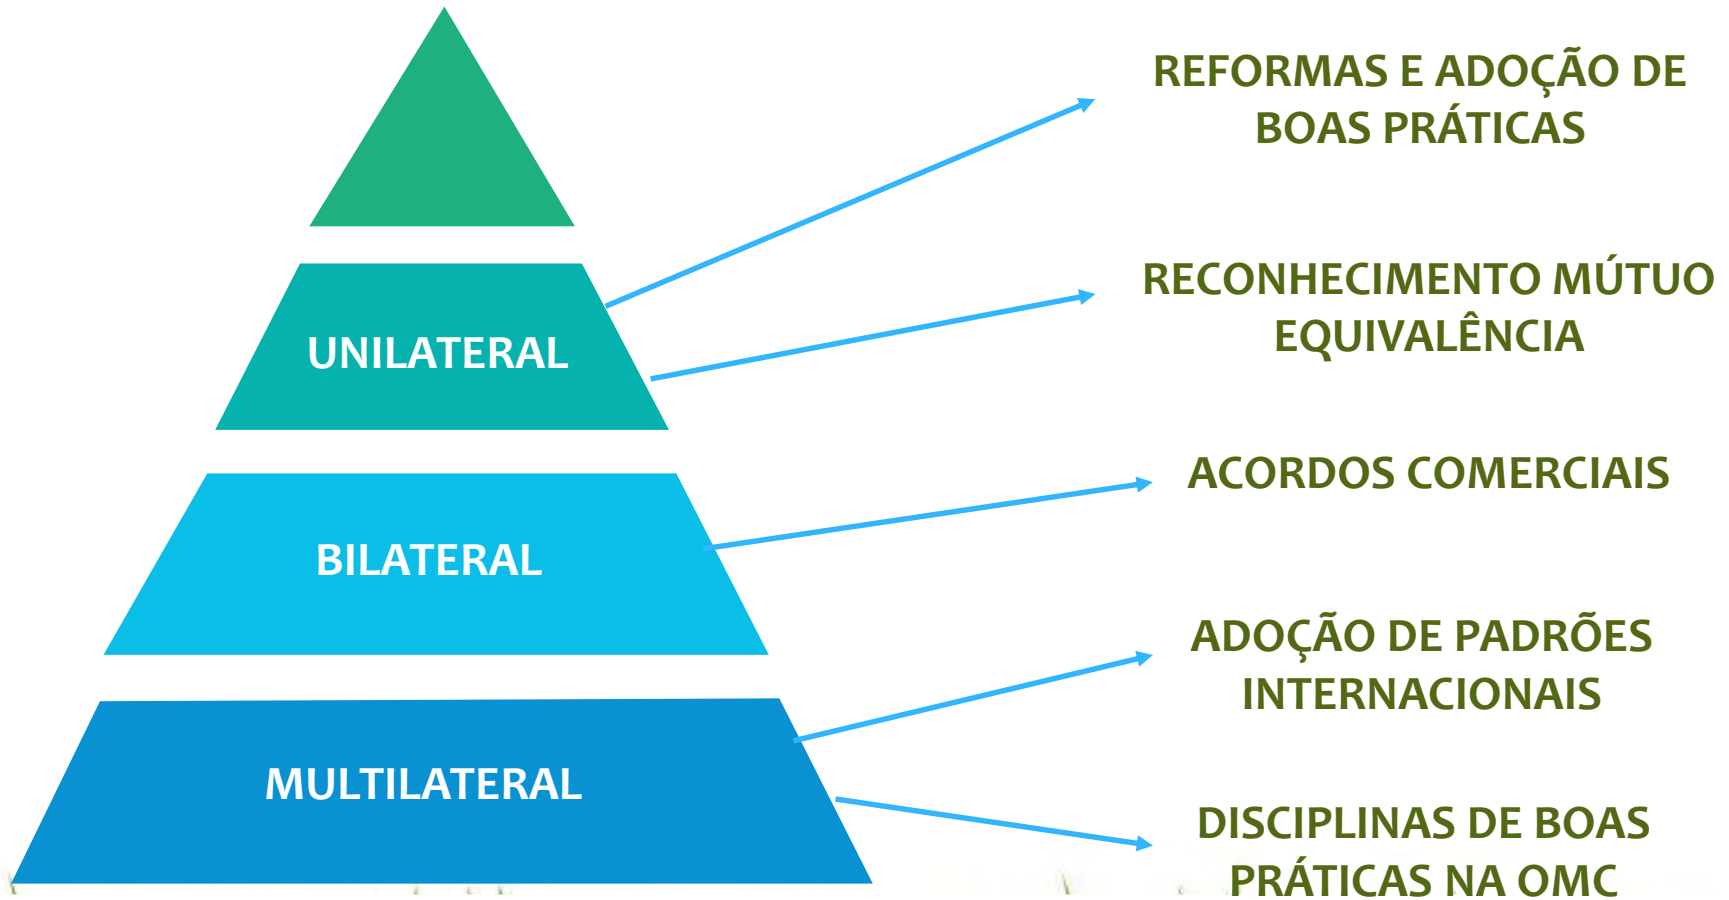 REFORMAS E ADOÇÃO DE
BOAS PRÁTICAS
UNILATERAL
RECONHECIMENTO MÚTUO
EQUIVALÊNCIA
BILATERAL
ACORDOS COMERCIAIS
MULTILATERAL
ADOÇÃO DE PADRÕES
INTERNACIONAIS
DISCIPLINAS DE BOAS
PRÁTICAS NA OMC